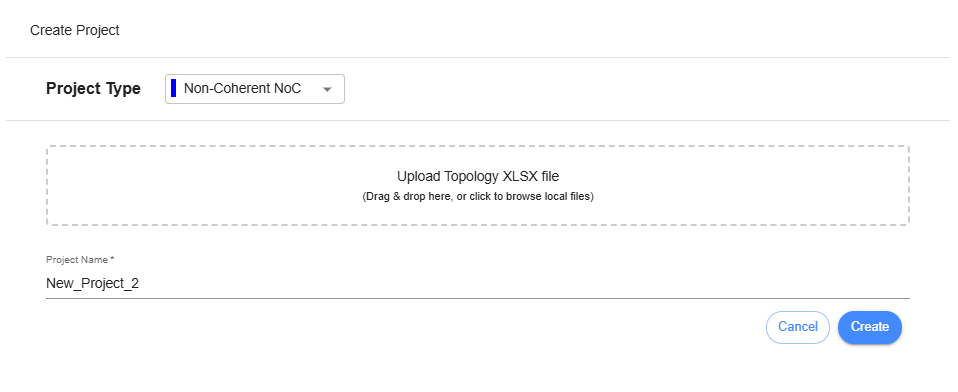 Create Project
Project Type
Non-Coherent NoC
Upload Topology XLSX file
(Drag & drop here, or click to browse local files)
Project Name *
New_Project_2
Cancel
Create